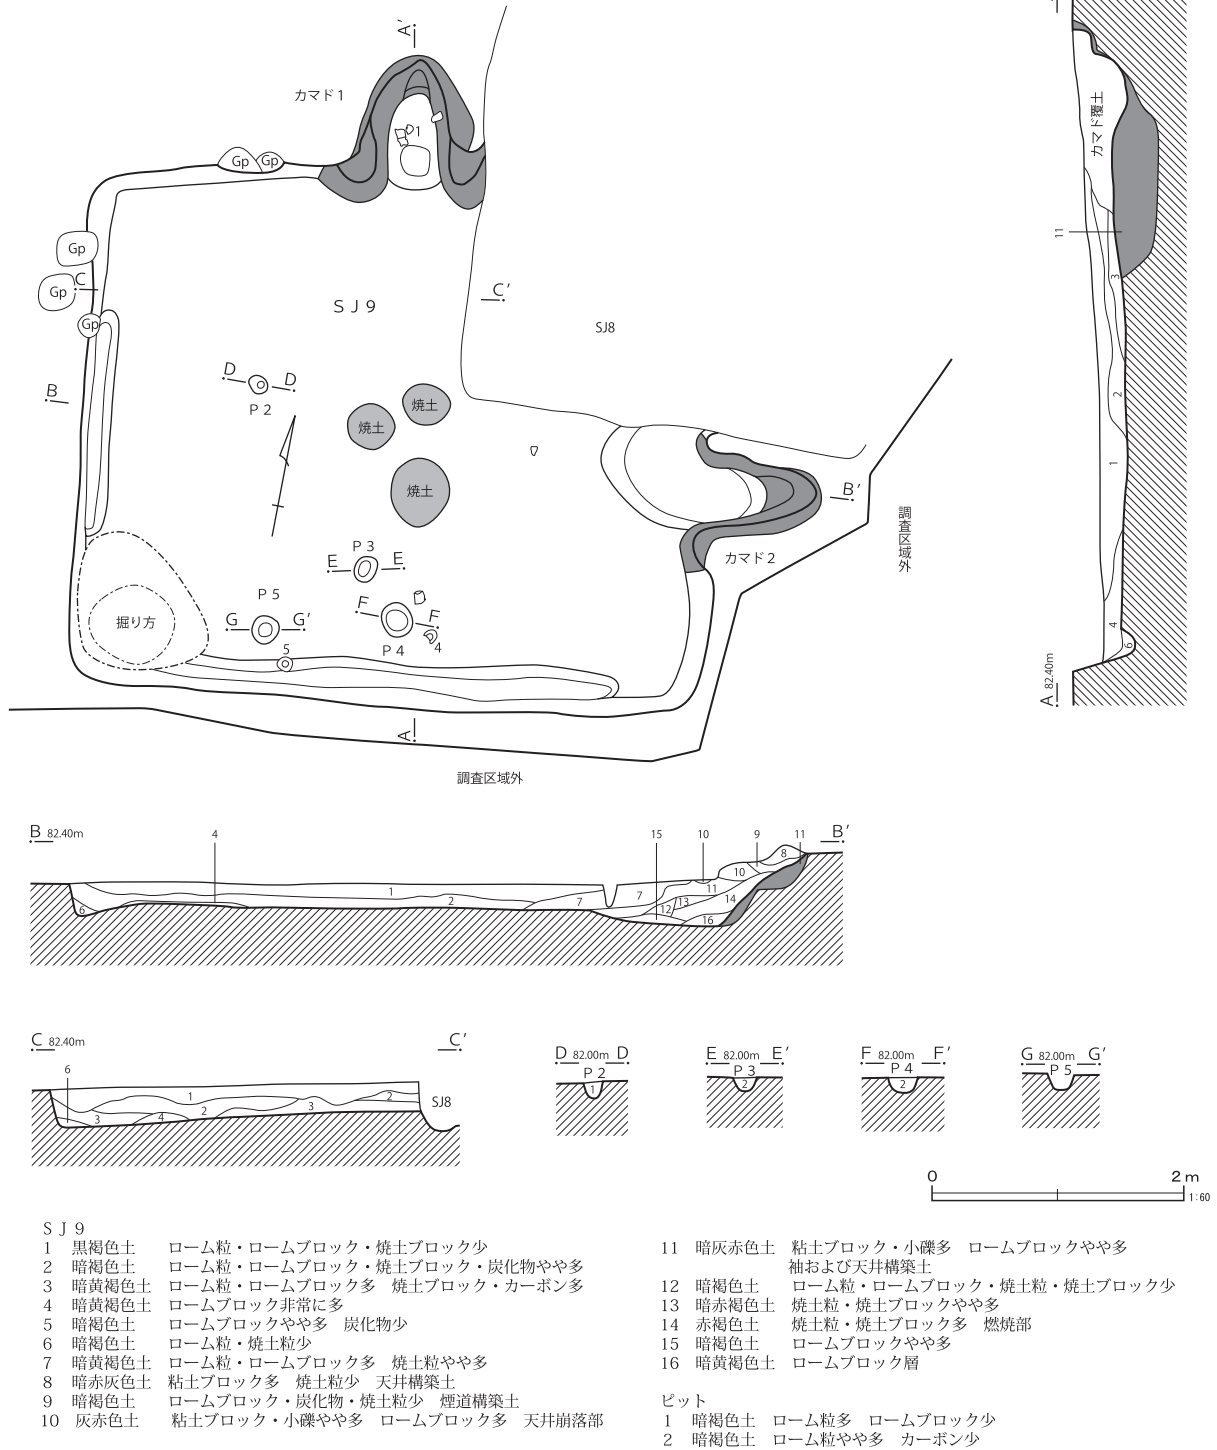 A′
カマド1
1
カマド覆土
Gp
Gp
Gp
C
Gp
Gp
C′
11
3
SJ9
SJ8
B
D
D
P2
焼土
焼土
焼土
2
1
B′
調査区域外
カマド2
P3
E
E
掘り方
P5
G
G′
F
F
P4
4
5
4
6
A
82.40m
A
調査区域外
B 82.40m
4
15
10
9
11
B′
8
10
1
2
7
7
11
12
13
14
16
6
C 82.40m
C′
6
1
2
2
3
3
4
SJ8
D 82.00m D
P2
1
E 82.00m E′
P3
2
F 82.00m F′
P4
2
G 82.00m G′
P5
0 2m
1:60
SJ9
1 黒褐色土 ローム粒・ロームブロック・焼土ブロック少
2 暗褐色土 ローム粒・ロームブロック・焼土ブロック・炭化物やや多
3 暗黄褐色土 ローム粒・ロームブロック多 焼土ブロック・カーボン多
4 暗黄褐色土 ロームブロック非常に多
5 暗褐色土 ロームブロックやや多 炭化物少
6 暗褐色土 ローム粒・焼土粒少
7 暗黄褐色土 ローム粒・ロームブロック多 焼土粒やや多
8 暗赤灰色土 粘土ブロック多 焼土粒少 天井構築土
9 暗褐色土 ロームブロック・炭化物・焼土粒少 煙道構築土
10 灰赤色土 粘土ブロック・小礫やや多 ロームブロック多 天井崩落部
11 暗灰赤色土 粘土ブロック・小礫多 ロームブロックやや多
袖および天井構築土
12 暗褐色土 ローム粒・ロームブロック・焼土粒・焼土ブロック少
13 暗赤褐色土 焼土粒・焼土ブロックやや多
14 赤褐色土 焼土粒・焼土ブロック多 燃焼部
15 暗褐色土 ロームブロックやや多
16 暗黄褐色土 ロームブロック層
ピット
1 暗褐色土 ローム粒多 ロームブロック少
2 暗褐色土 ローム粒やや多 カーボン少